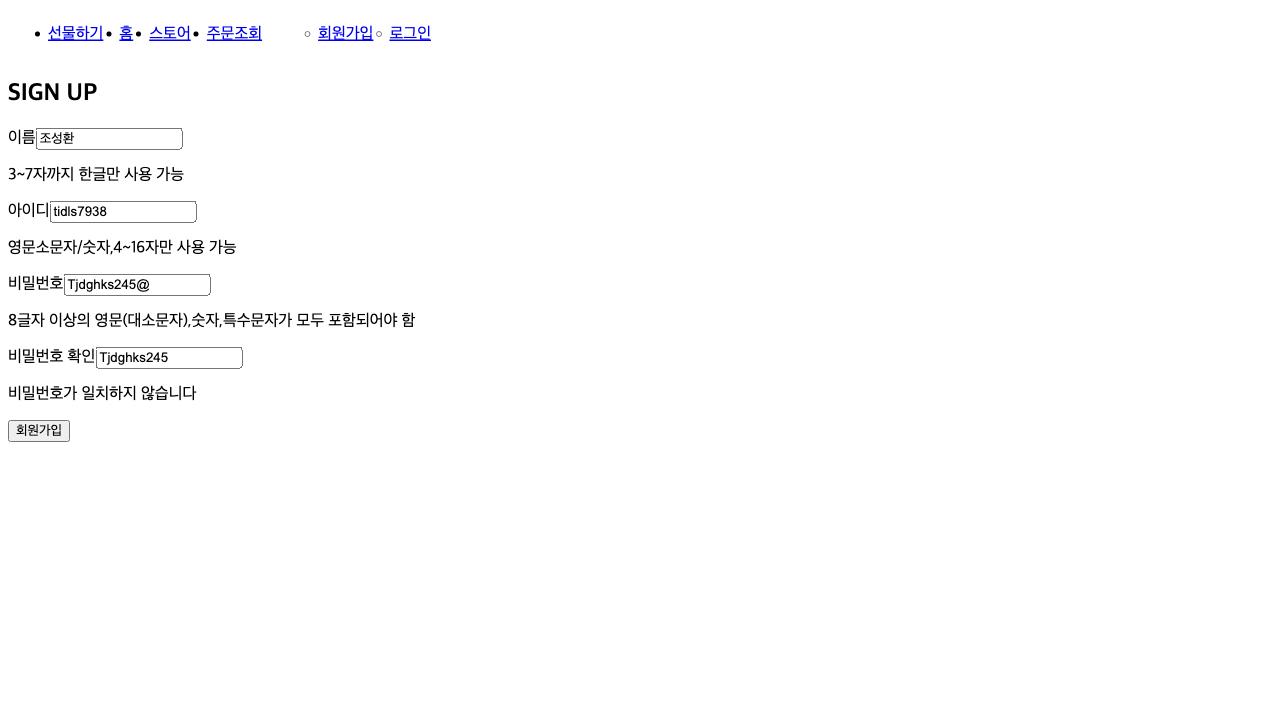 선물하기 홈 스토어 주문조회 회원가입 로그인
SIGN UP
이름 조성환
3~7자까지 한글만 사용 가능
아이디 tidls7938
영문소문자/숫자,4~16자만 사용 가능
비밀번호 Tjdghks245@
8글자 이상의 영문(대소문자),숫자,특수문자가 모두 포함되어야 함
비밀번호 확인 Tjdghks245
비밀번호가 일치하지 않습니다
회원가입